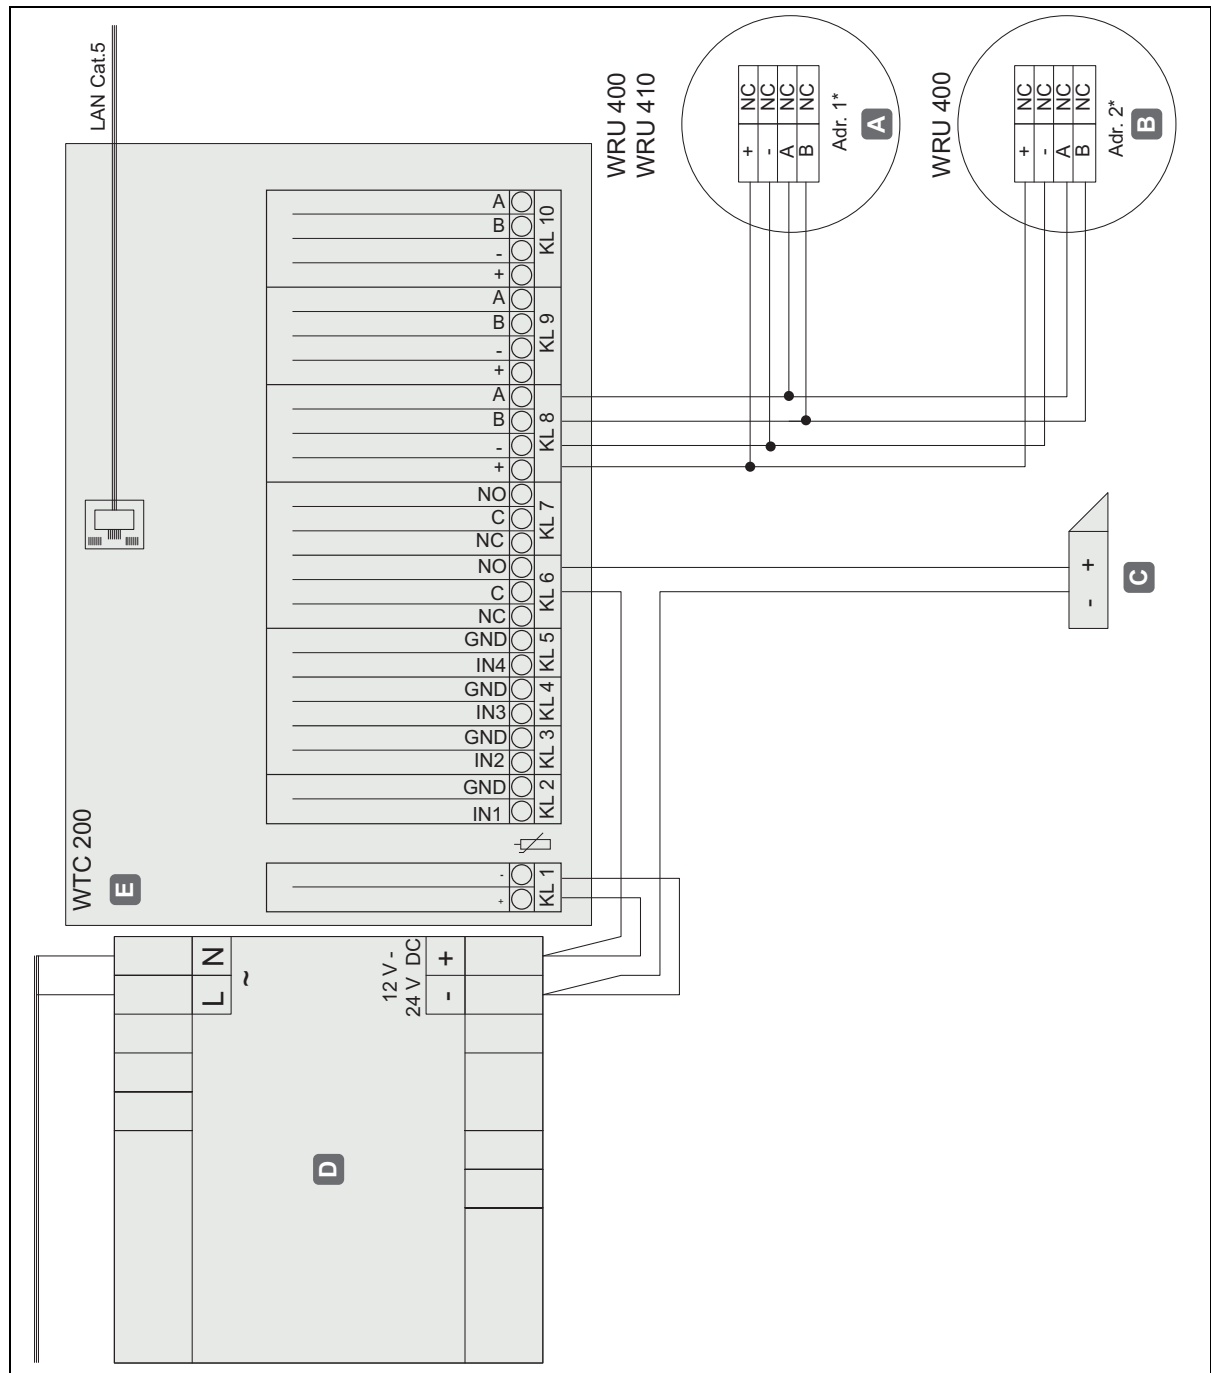 LAN Cat.5
WTC 200
E
A
B
-
+
KL 10
A
B
-
+
KL 9
A
B
-
+
KL 8
NO
C
NC
KL 7
NO
C
NC
KL 6
GND
IN4
KL 5
GND
IN3
KL 4
GND
IN2
KL 3
GND
IN1
KL 2
-
+
KL 1
WRU 400
WRU 410
+ NC
- NC
A NC
B NC
Adr. 1*
A
WRU 400
+ NC
- NC
A NC
B NC
Adr. 2*
B
- +
C
L N
~
12 V -
24 V DC
- +
D